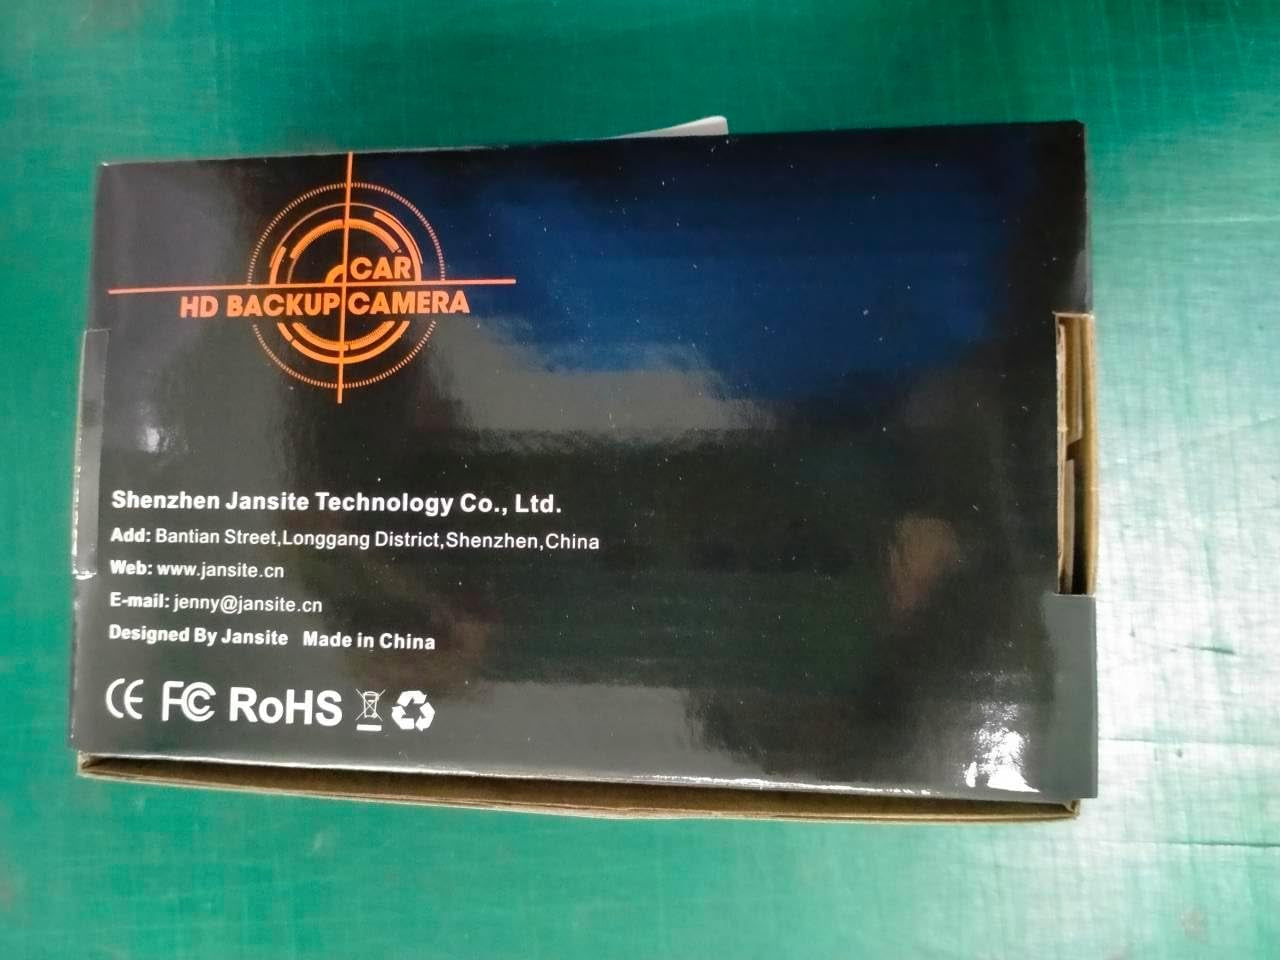 CAR
HD BACKUP CAMERA
Shenzhen Jansite Technology Co., Ltd.
Add: Bantian Street,Longgang District,Shenzhen,China
Web: www.jansite.cn
E-mail: jenny@jansite.cn
Designed By Jansite Made in China
CE FC RoHS